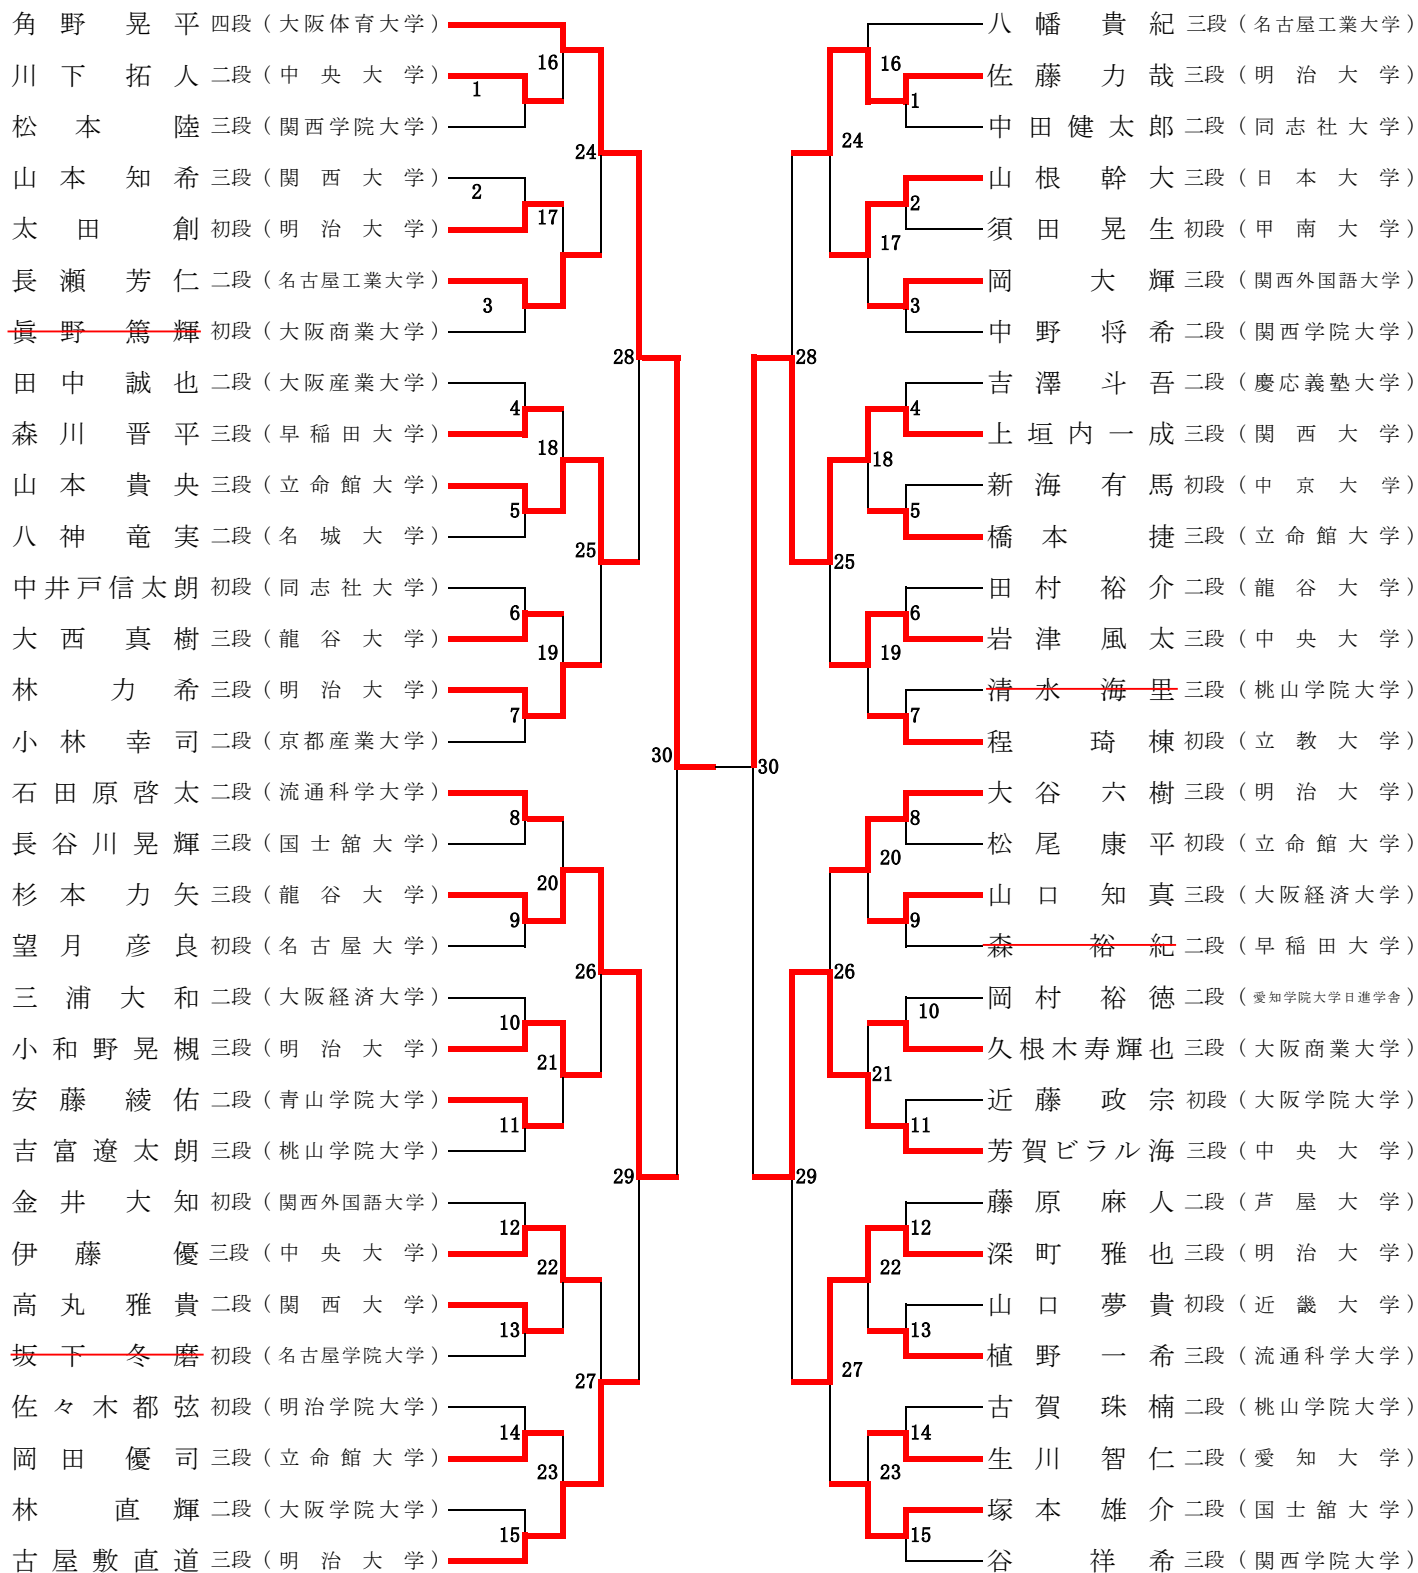 角野晃平 四段 (大阪体育大学)
16
川下拓人 二段 (中央大学)
1
松本陸 三段 (関西学院大学)
24
山本知希 三段 (関西大学)
2
17
太田創 初段 (明治大学)
長瀬芳仁 二段 (名古屋工業大学)
3
眞野篤輝 初段 (大阪商業大学)
28
田中誠也 二段 (大阪産業大学)
4
森川晋平 三段 (早稲田大学)
18
山本貴央 三段 (立命館大学)
5
八神竜実 二段 (名城大学)
25
中井戸信太朗 初段 (同志社大学)
6
大西真樹 三段 (龍谷大学)
19
林力希 三段 (明治大学)
7
小林幸司 二段 (京都産業大学)
30
石田原啓太 二段 (流通科学大学)
8
長谷川晃輝 三段 (国士舘大学)
20
杉本力矢 三段 (龍谷大学)
9
望月彦良 初段 (名古屋大学)
26
三浦大和 二段 (大阪経済大学)
10
小和野晃槻 三段 (明治大学)
21
安藤綾佑 二段 (青山学院大学)
11
吉富遼太朗 三段 (桃山学院大学)
29
金井大知 初段 (関西外国語大学)
12
伊藤優 三段 (中央大学)
22
高丸雅貴 二段 (関西大学)
13
坂下冬磨 初段 (名古屋学院大学)
27
佐々木都弦 初段 (明治学院大学)
14
岡田優司 三段 (立命館大学)
23
林直輝 二段 (大阪学院大学)
15
古屋敷直道 三段 (明治大学)
八幡貴紀 三段 (名古屋工業大学)
16
佐藤力哉 三段 (明治大学)
1
中田健太郎 二段 (同志社大学)
24
山根幹大 三段 (日本大学)
2
須田晃生 初段 (甲南大学)
17
岡大輝 三段 (関西外国語大学)
3
中野将希 二段 (関西学院大学)
28
吉澤斗吾 二段 (慶応義塾大学)
4
上垣内一成 三段 (関西大学)
18
新海有馬 初段 (中京大学)
5
橋本捷 三段 (立命館大学)
25
田村裕介 二段 (龍谷大学)
6
岩津風太 三段 (中央大学)
19
清水海里 三段 (桃山学院大学)
7
程琦棟 初段 (立教大学)
30
大谷六樹 三段 (明治大学)
8
松尾康平 初段 (立命館大学)
20
山口知真 三段 (大阪経済大学)
9
森裕紀 二段 (早稲田大学)
26
岡村裕徳 二段 (愛知学院大学日進学舎)
10
久根木寿輝也 三段 (大阪商業大学)
21
近藤政宗 初段 (大阪学院大学)
11
芳賀ビラル海 三段 (中央大学)
29
藤原麻人 二段 (芦屋大学)
12
深町雅也 三段 (明治大学)
22
山口夢貴 初段 (近畿大学)
13
植野一希 三段 (流通科学大学)
27
古賀珠楠 二段 (桃山学院大学)
14
生川智仁 二段 (愛知大学)
23
塚本雄介 二段 (国士舘大学)
15
谷祥希 三段 (関西学院大学)